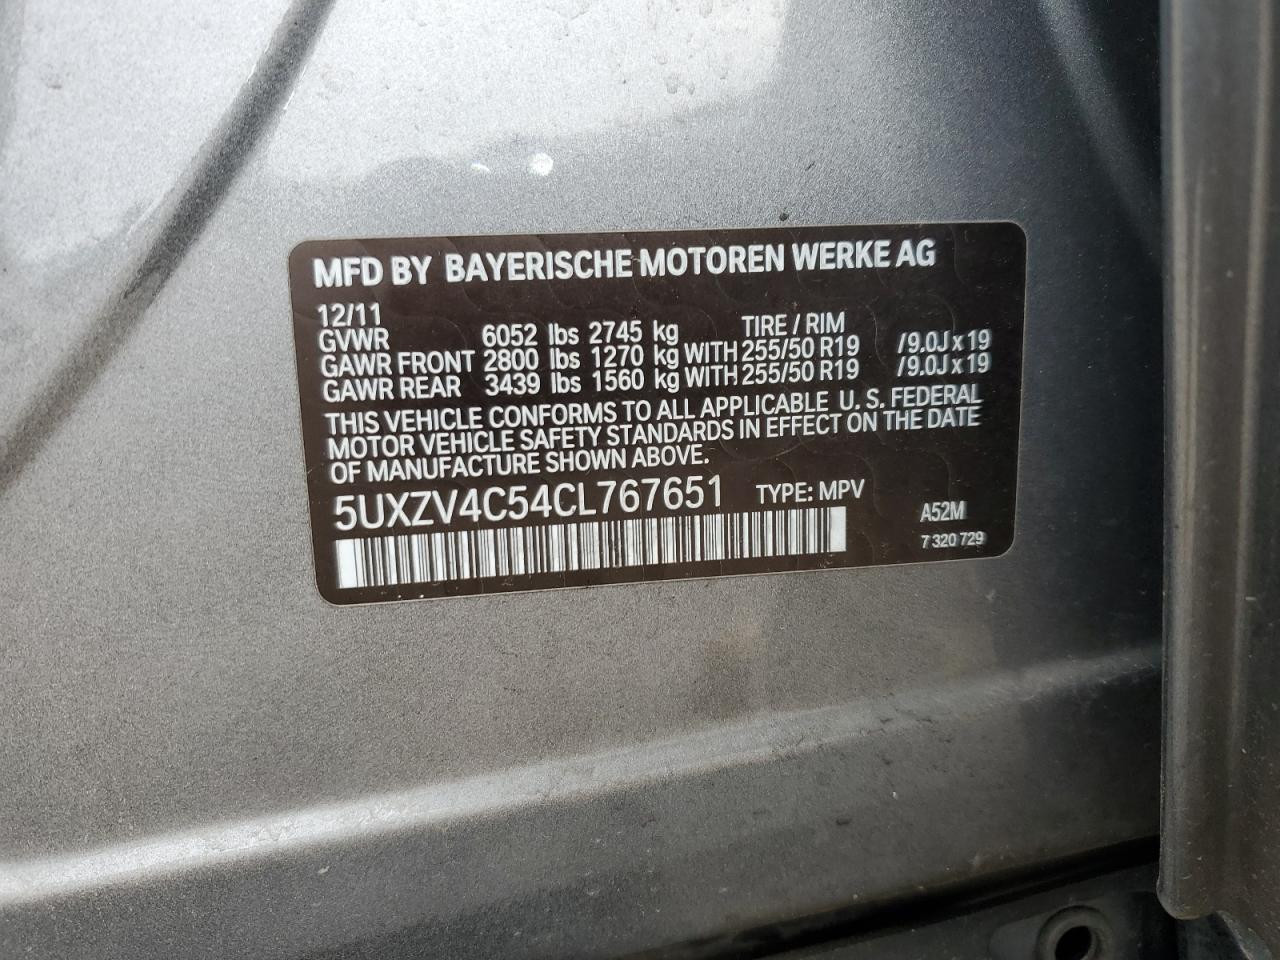 MFD BY BAYERISCHE MOTOREN WERKE AG
12/11
GVWR 6052 lbs 2745 kg TIRE / RIM
GAWR FRONT 2800 lbs 1270 kg WITH 255/50 R19 /9.0J x 19
GAWR REAR 3439 lbs 1560 kg WITH 255/50 R19 /9.0J x 19
THIS VEHICLE CONFORMS TO ALL APPLICABLE U. S. FEDERAL
MOTOR VEHICLE SAFETY STANDARDS IN EFFECT ON THE DATE
OF MANUFACTURE SHOWN ABOVE.
5UXZV4C54CL767651 TYPE: MPV
A52M
7 320 729